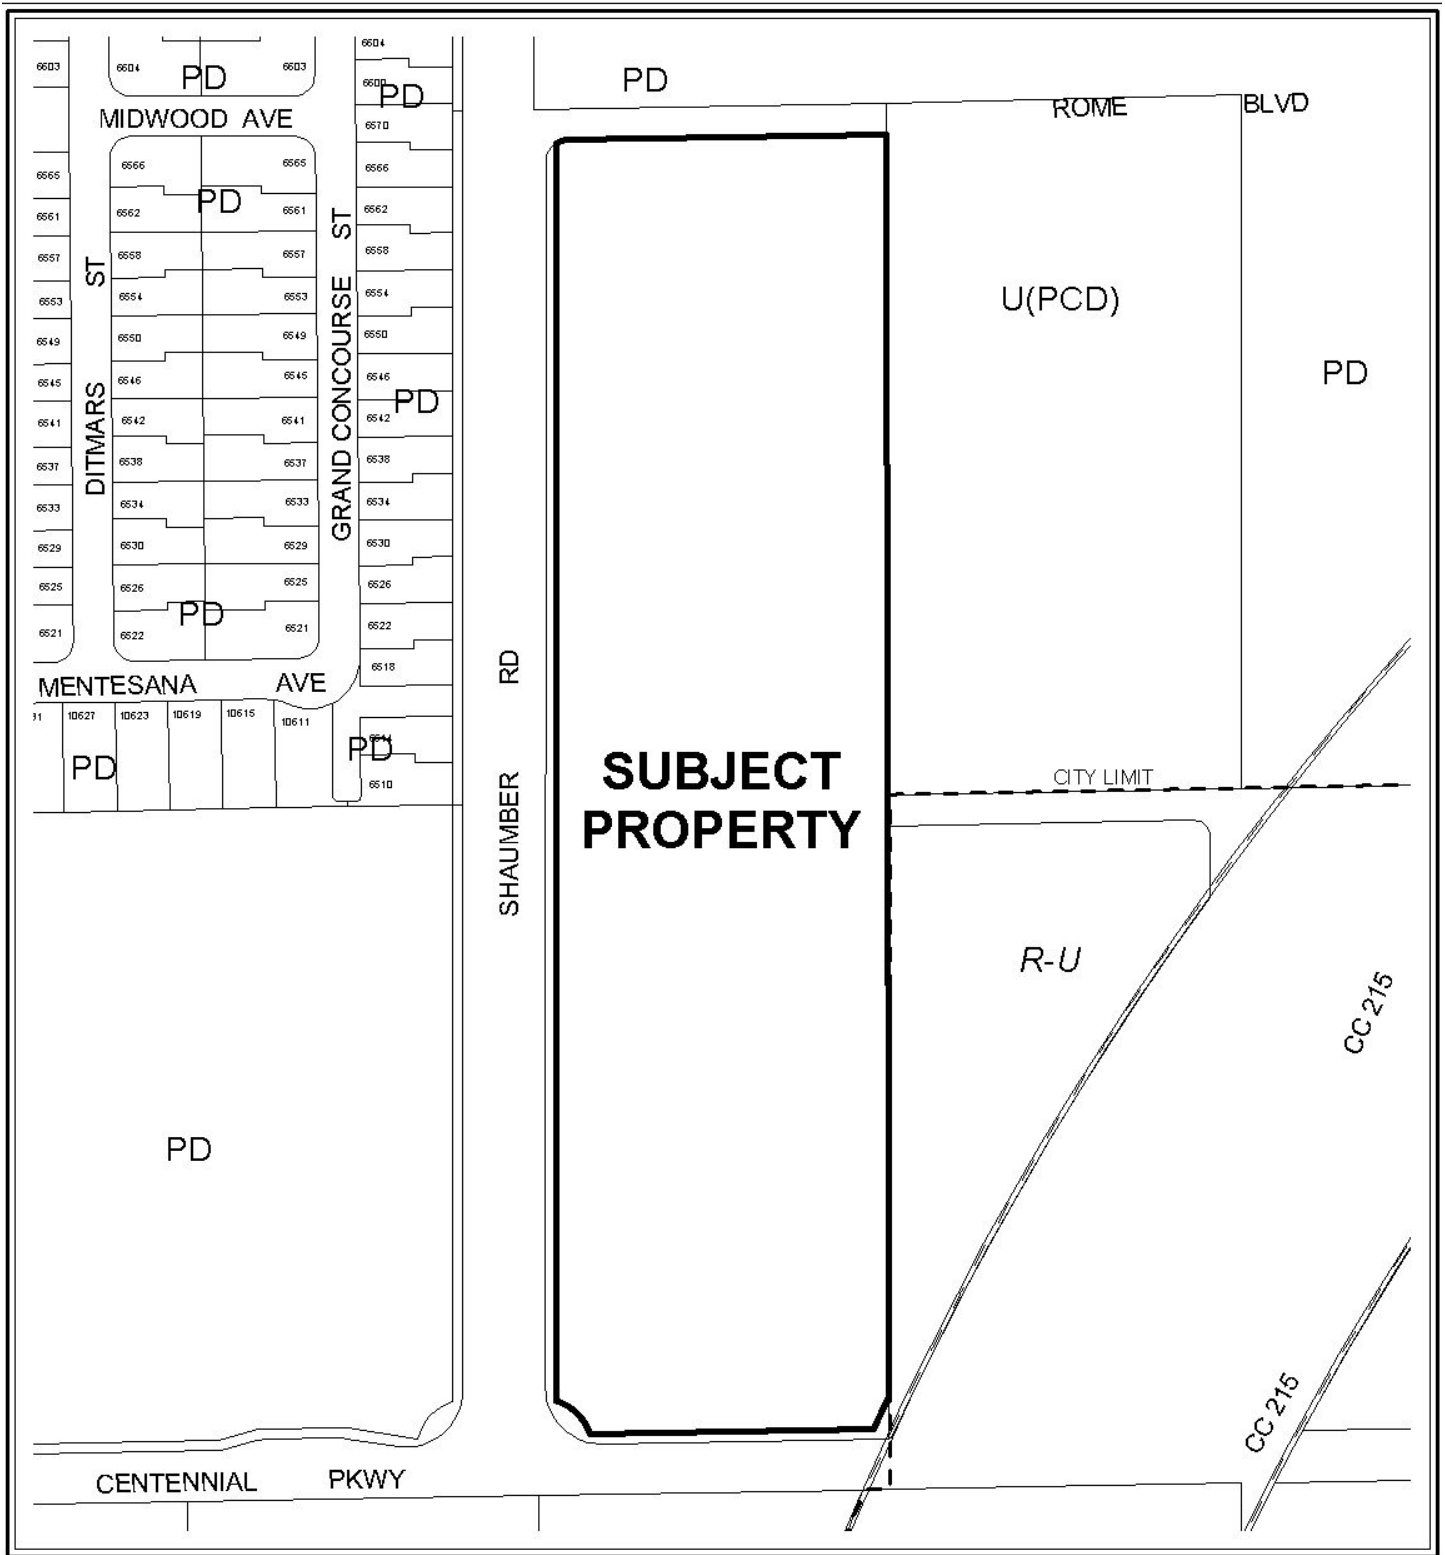 6603
6604
PD
6603
6604
6600
PD
PD
MIDWOOD AVE
6570
ROME
BLVD
6565
6566
6565
6566
6561
6562
PD
6561
6562
ST
6557
6558
6557
6558
ST
6553
6554
6553
6554
U(PCD)
6549
6550
6549
6550
GRAND CONCOURSE
6545
6546
6545
6546
PD
PD
DITMARS
6541
6542
6541
6542
6537
6538
6537
6538
6533
6534
6533
6534
6529
6530
6529
6530
6525
6526
6525
6526
PD
6521
6522
6521
6522
6518
RD
MENTESANA AVE
10627
10623
10619
10615
10611
6514
PD
PD
6510
SHAUMBER
SUBJECT
PROPERTY
CITY LIMIT
R-U
CC 215
PD
CC 215
CENTENNIAL PKWY